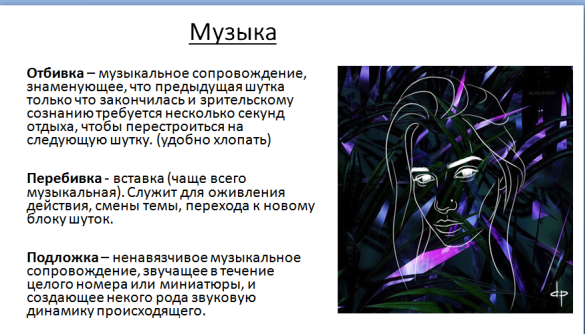 Музыка
Отбивка – музыкальное сопровождение,
знаменующее, что предыдущая шутка
только что закончилась и зрительскому
сознанию требуется несколько секунд
отдыха, чтобы перестроиться на
следующую шутку. (удобно хлопать)
Перебивка - вставка (чаще всего
музыкальная). Служит для оживления
действия, смены темы, перехода к новому
блоку шуток.
Подложка – ненавязчивое музыкальное
сопровождение, звучащее в течение
целого номера или миниатюры, и
создающее некого рода звуковую
динамику происходящего.